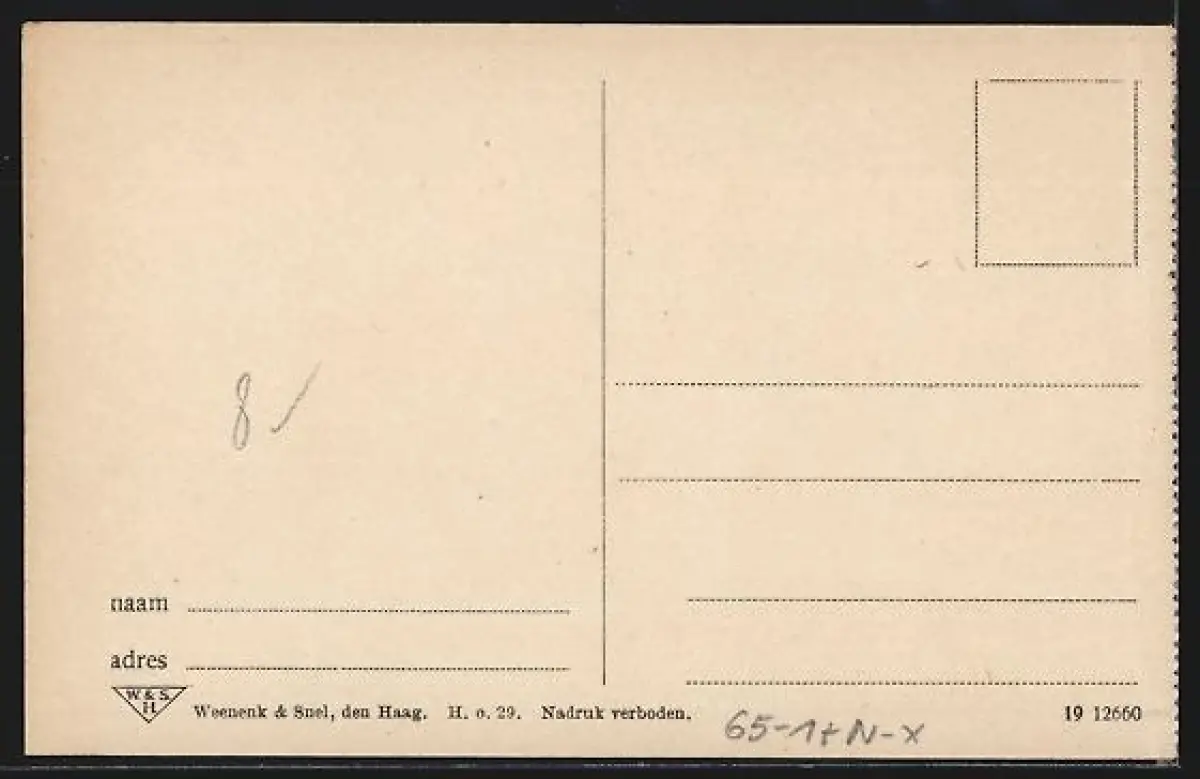 8 ✓
naam
adres
W. & S.
H
Weenenk & Snel, den Haag. H. o. 29. Nadruk verboden.
65-1+N-x
19 12660